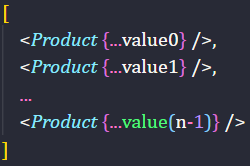 [
<Product {...value0} />,
<Product {...value1} />,
...
<Product {...value(n-1)} />
]